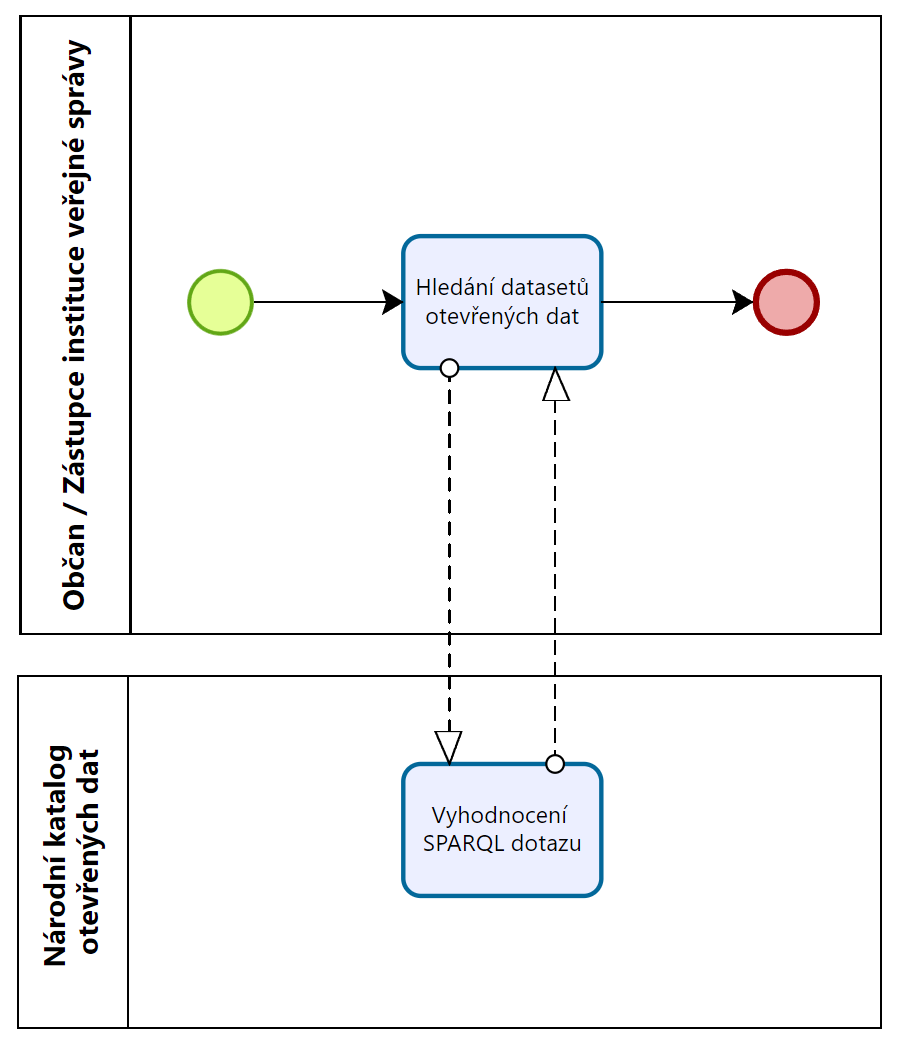 Občan / Zástupce instituce veřejné správy
Hledání datasetů
otevřených dat
Národní katalog
otevřených dat
Vyhodnocení
SPARQL dotazu